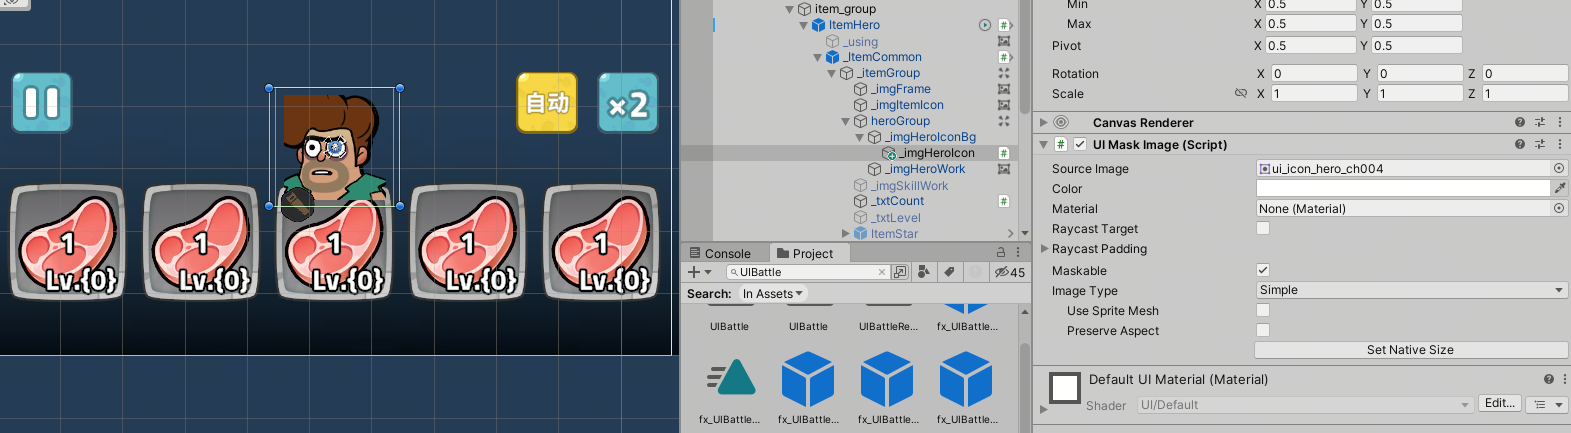 自动
×2
1
Lv.{0}
1
Lv.{0}
1
Lv.{0}
1
Lv.{0}
1
Lv.{0}
item_group
ItemHero
_using
_ItemCommon
_itemGroup
_imgFrame
_imgItemIcon
heroGroup
_imgHeroIconBg
_imgHeroIcon
_imgHeroWork
_imgSkillWork
_txtCount
_txtLevel
ItemStar
Console
Project
UIBattle
45
Search:
In Assets
UIBattle
UIBattle
UIBattleRe...
fx_UIBattle...
fx_UIBattle...
fx_UIBattle...
fx_UIBattle...
fx_UIBattle...
Min X 0.5 Y 0.5
Max X 0.5 Y 0.5
Pivot X 0.5 Y 0.5
Rotation X 0 Y 0 Z 0
Scale X 1 Y 1 Z 1
Canvas Renderer
UI Mask Image (Script)
Source Image ui_icon_hero_ch004
Color
Material None (Material)
Raycast Target
Raycast Padding
Maskable
Image Type Simple
Use Sprite Mesh
Preserve Aspect
Set Native Size
Default UI Material (Material)
Shader UI/Default Edit...